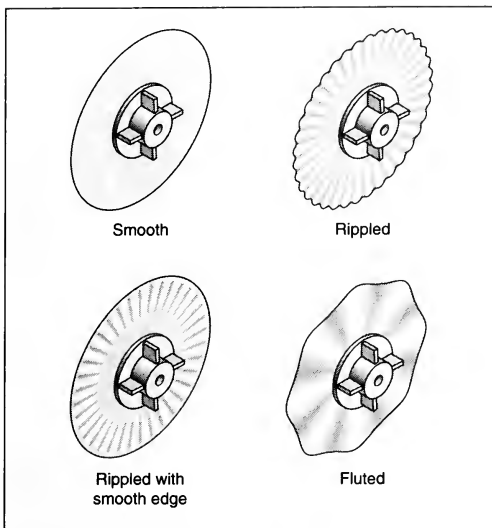 Smooth
Rippled
Rippled with
smooth edge
Fluted